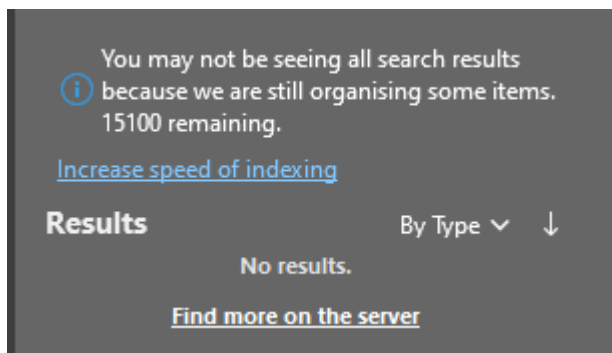 You may not be seeing all search results
because we are still organising some items.
15100 remaining.
Increase speed of indexing
Results By Type
No results.
Find more on the server